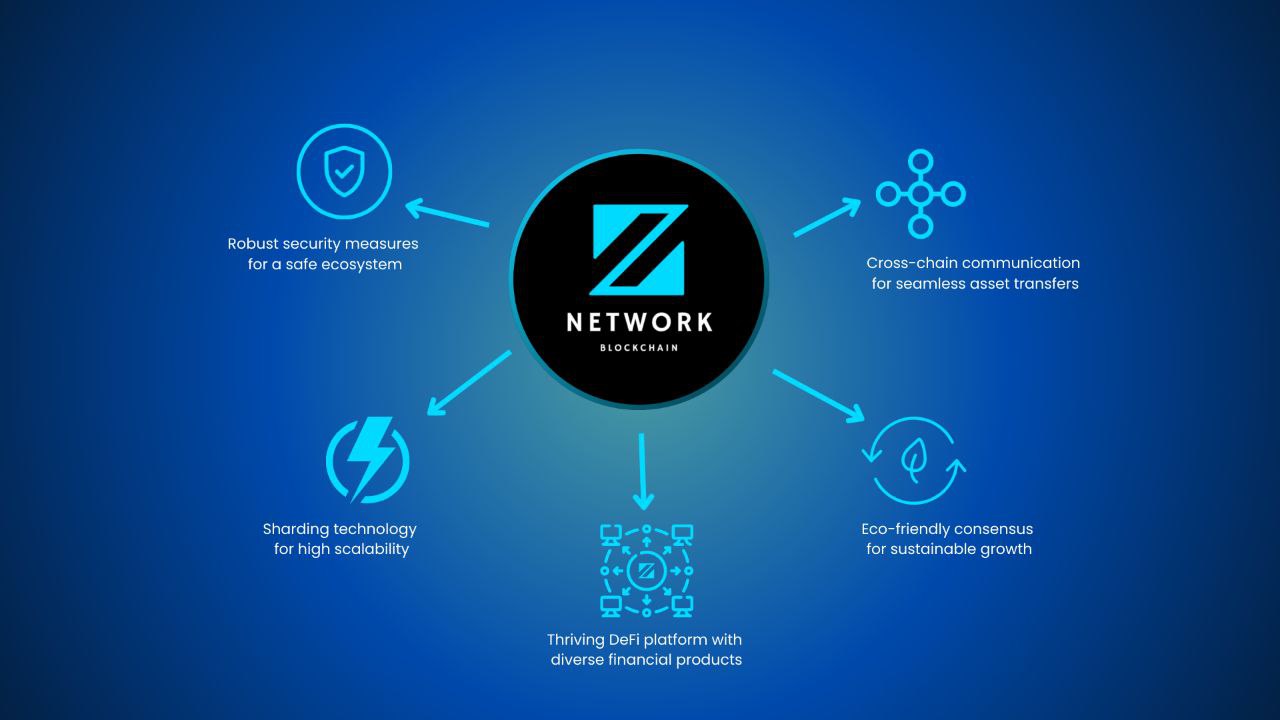 NETWORK
BLOCKCHAIN
Robust security measures
for a safe ecosystem
Cross-chain communication
for seamless asset transfers
Sharding technology
for high scalability
Eco-friendly consensus
for sustainable growth
Thriving DeFi platform with
diverse financial products